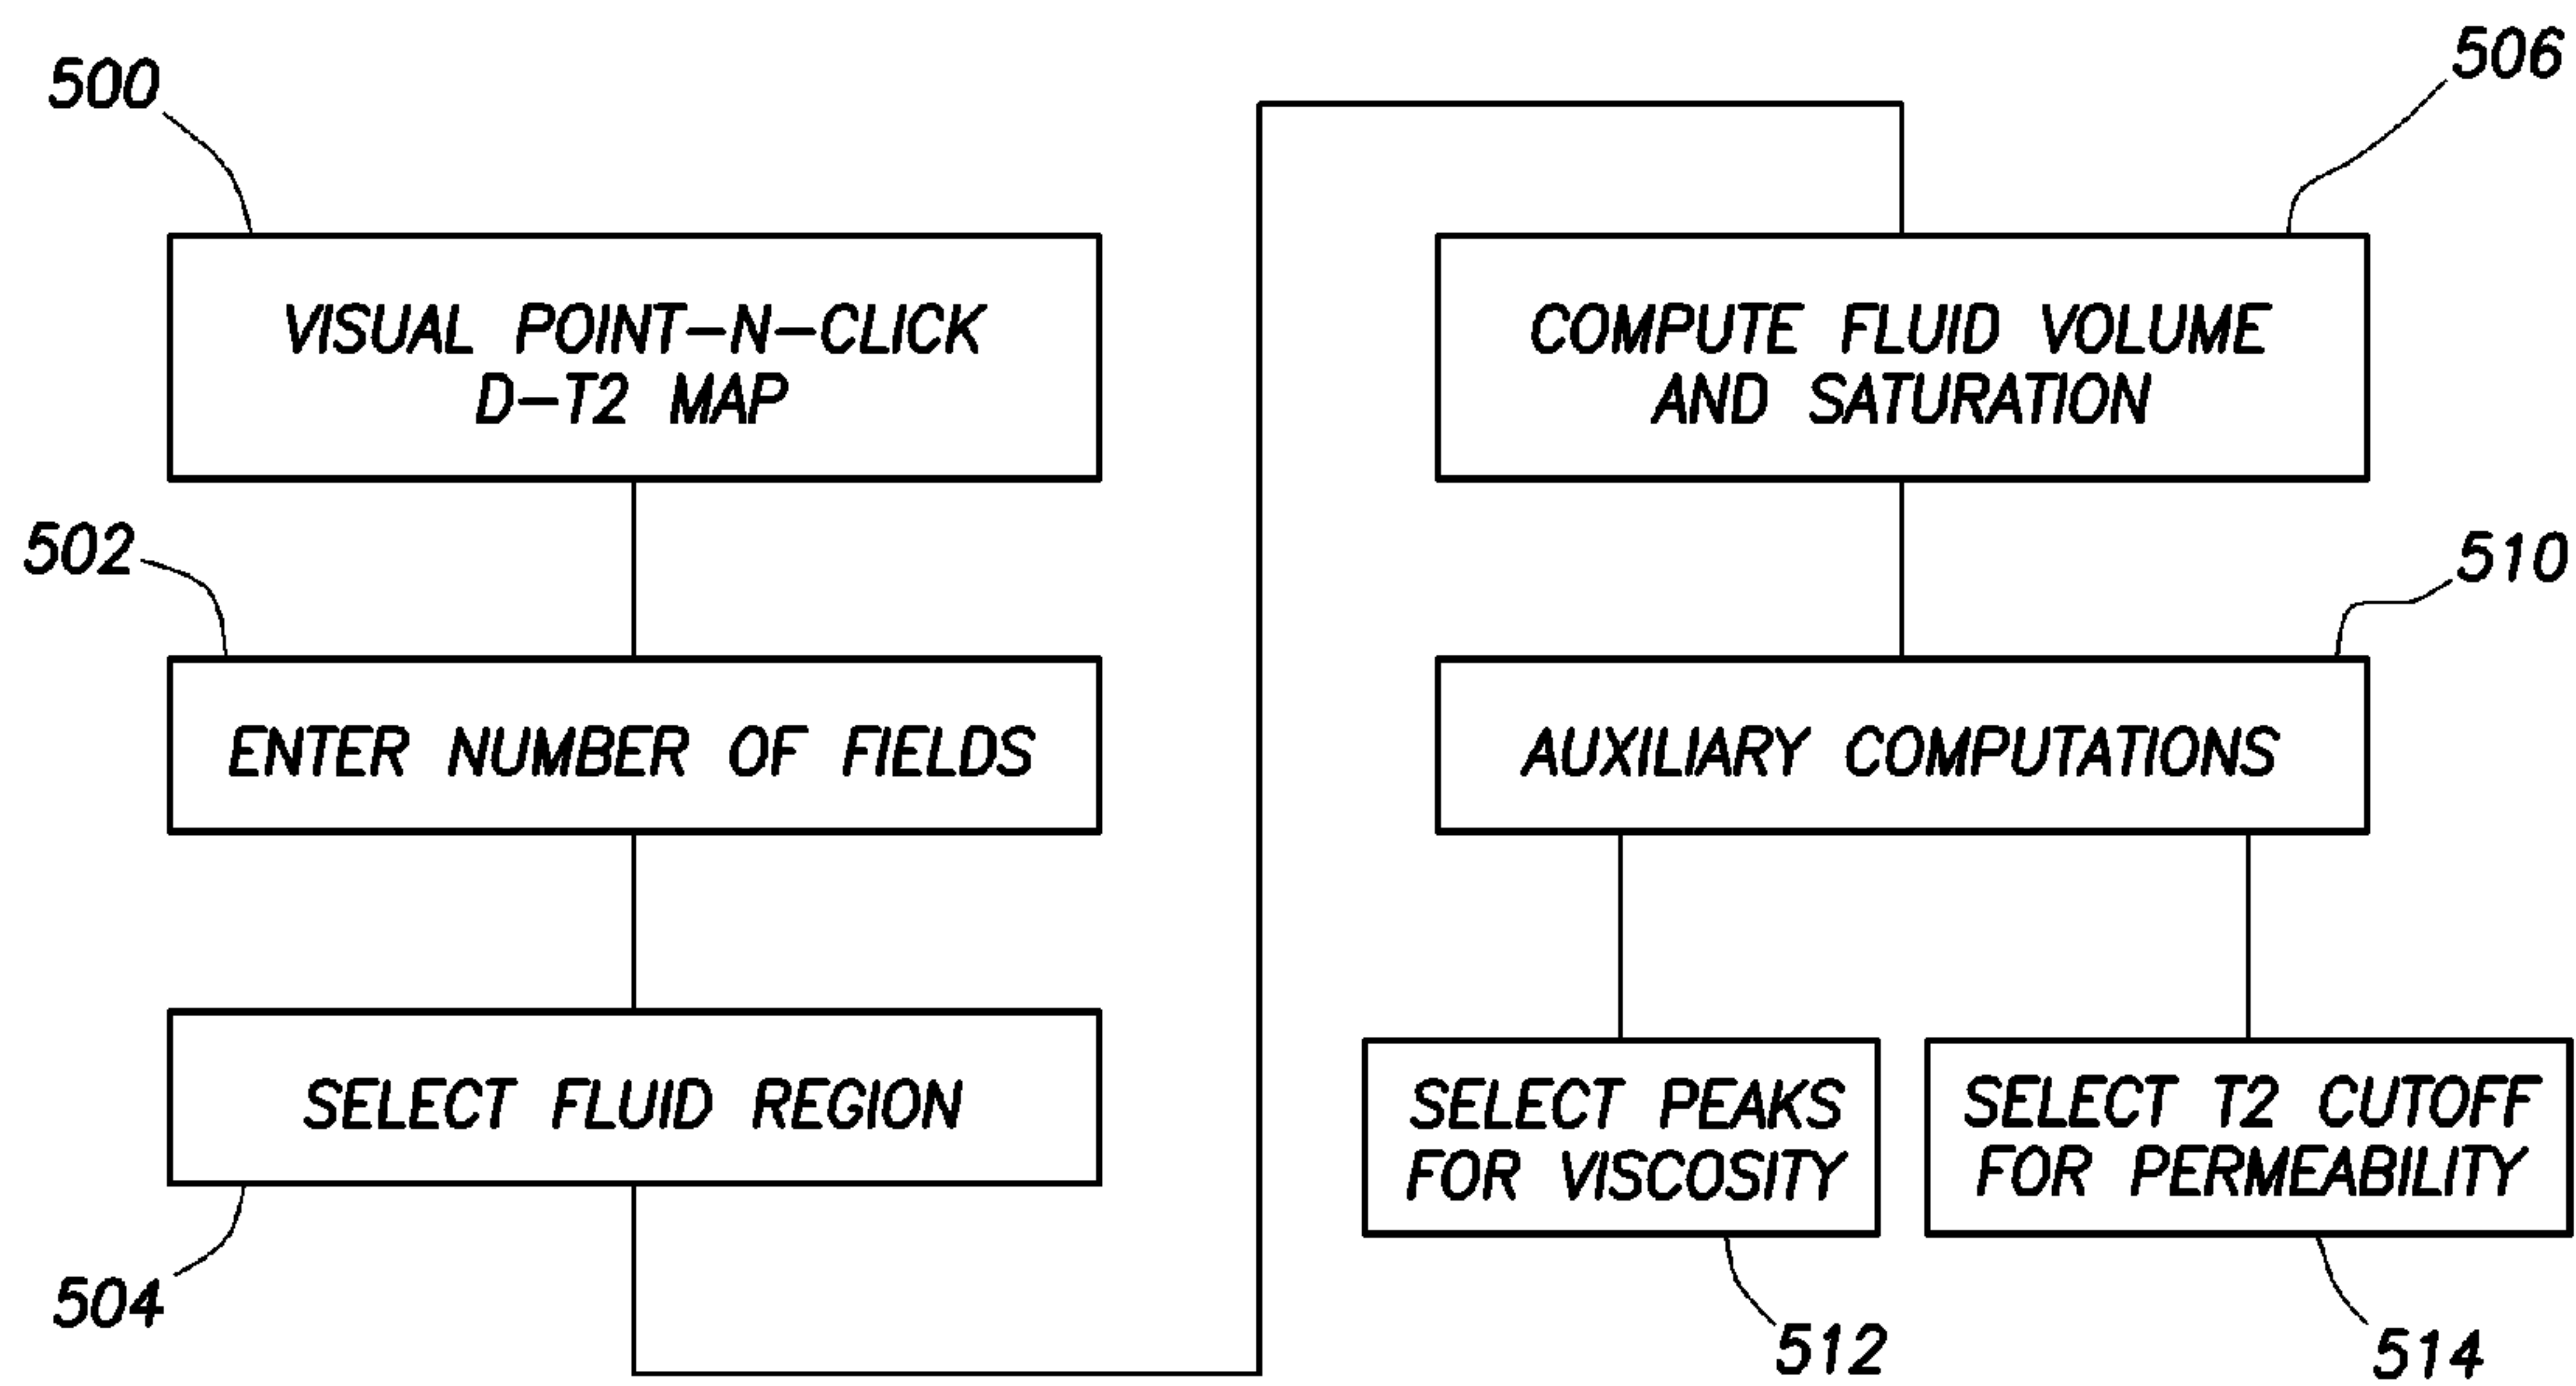 500
VISUAL POINT-N-CLICK
D-T2 MAP
502
ENTER NUMBER OF FIELDS
SELECT FLUID REGION
504
506
COMPUTE FLUID VOLUME
AND SATURATION
510
AUXILIARY COMPUTATIONS
SELECT PEAKS
FOR VISCOSITY
512
SELECT T2 CUTOFF
FOR PERMEABILITY
514